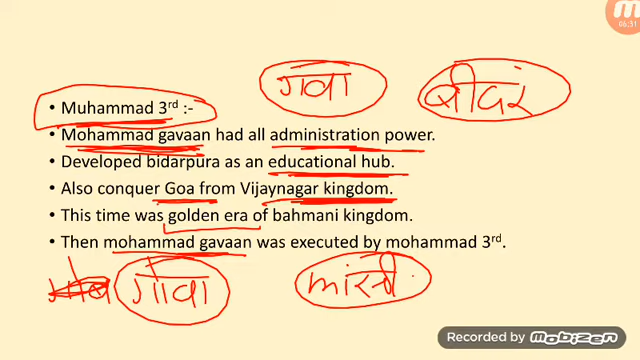 06:31
गवा
• Muhammad 3rd :-
• Mohammad gavaan had all administration power.
• Developed bidarpura as an educational hub.
• Also conquer Goa from Vijaynagar kingdom.
• This time was golden era of bahmani kingdom.
• Then mohammad gavaan was executed by mohammad 3rd.
गोवा
Recorded by mobizen